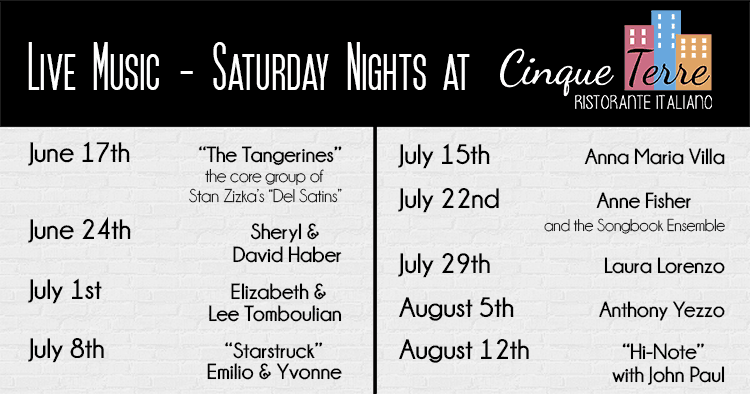 Live Music - Saturday Nights at Cinque Terre
RISTORANTE ITALIANO
June 17th "The Tangerines"
the core group of
Stan Zizka's "Del Satins"
June 24th Sheryl &
David Haber
July 1st Elizabeth &
Lee Tomboulian
July 8th "Starstruck"
Emilio & Yvonne
July 15th Anna Maria Villa
July 22nd Anne Fisher
and the Songbook Ensemble
July 29th Laura Lorenzo
August 5th Anthony Yezzo
August 12th "Hi-Note"
with John Paul